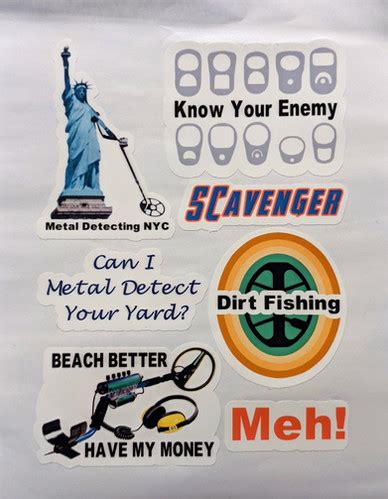 Know Your Enemy
Metal Detecting NYC
SCAVENGER
Can I
Metal Detect
Your Yard?
Dirt Fishing
BEACH BETTER
HAVE MY MONEY
Meh!